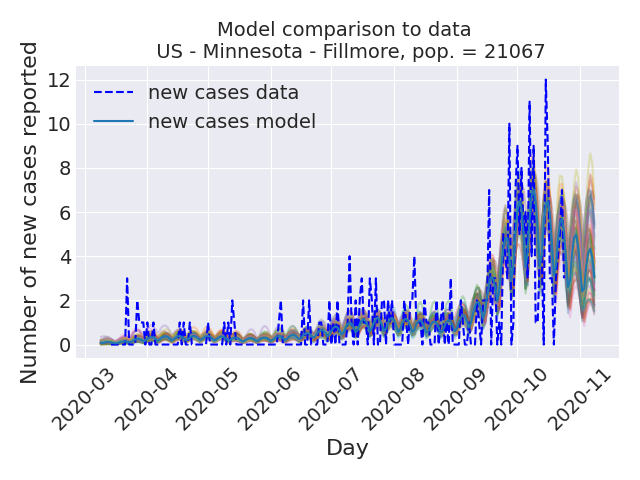 Model comparison to data
US - Minnesota - Fillmore, pop. = 21067
Number of new cases reported
12
10
8
6
4
2
0
new cases data
new cases model
2020-03
2020-04
2020-05
2020-06
2020-07
2020-08
2020-09
2020-10
2020-11
Day